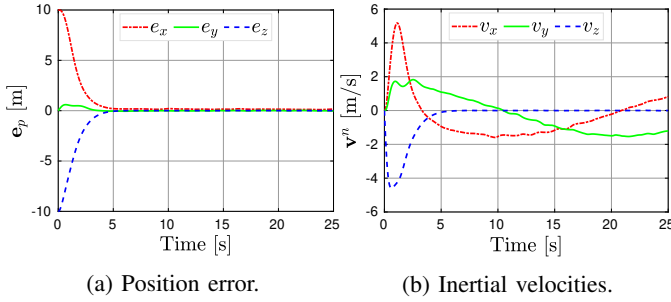 e_x e_y e_z
10
5
0
-5
-10
e_p [m]
0 5 10 15 20 25
Time [s]
(a) Position error.
v_x v_y v_z
6
4
2
0
-2
-4
-6
v^n [m/s]
0 5 10 15 20 25
Time [s]
(b) Inertial velocities.